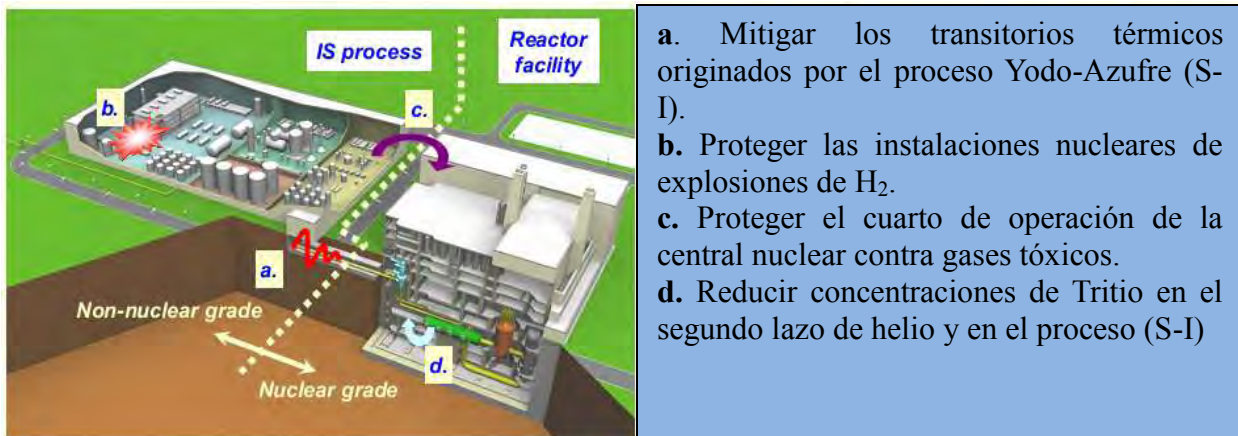 IS process
Reactor
facility
b.
c.
a.
Non-nuclear grade
d.
Nuclear grade
a. Mitigar los transitorios térmicos
originados por el proceso Yodo-Azufre (S-
I).
b. Proteger las instalaciones nucleares de
explosiones de H₂.
c. Proteger el cuarto de operación de la
central nuclear contra gases tóxicos.
d. Reducir concentraciones de Tritio en el
segundo lazo de helio y en el proceso (S-I)